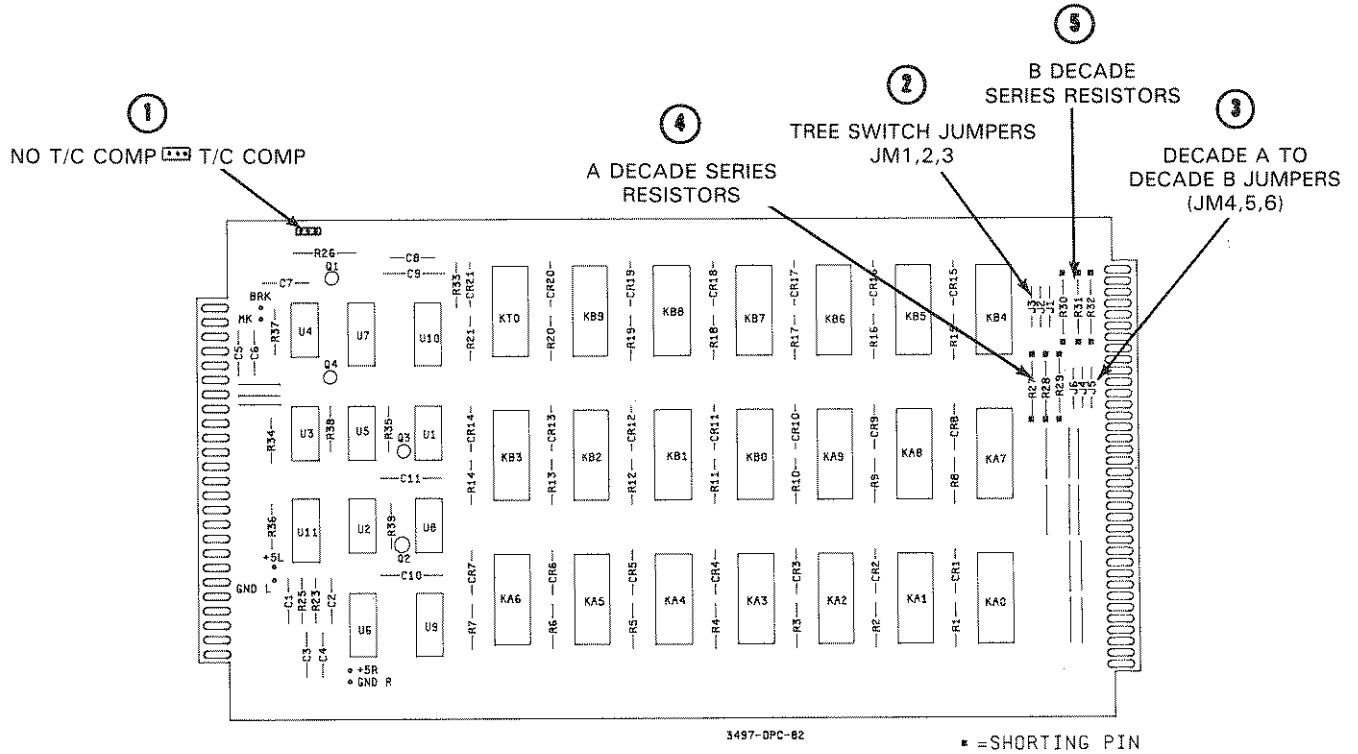 5
B DECADE
SERIES RESISTORS
2
3
1
4
TREE SWITCH JUMPERS
JM1,2,3
DECADE A TO
DECADE B JUMPERS
(JM4,5,6)
NO T/C COMP T/C COMP
A DECADE SERIES
RESISTORS
R26
C8
Q1
C9
C7
R33
CR21
CR20
CR19
CR18
CR17
CR16
CR15
BRK
MK
R37
U4
U7
U10
KT0
KB9
KB8
KB7
KB6
KB5
KB4
J3
J2
J1
R30
R31
R32
C5
C6
R21
R20
R19
R18
R17
R16
R15
Q4
R27
R28
R29
J6
J4
J5
R34
U3
R38
U5
R35
Q3
U1
CR14
CR13
CR12
CR11
CR10
CR9
CR8
KB3
KB2
KB1
KB0
KA9
KA8
KA7
C11
R14
R13
R12
R11
R10
R9
R8
R36
U11
U2
R39
U8
Q2
+5L
GND L
C10
CR7
CR6
CR5
CR4
CR3
CR2
CR1
C1
R25
R23
C2
KA6
KA5
KA4
KA3
KA2
KA1
KA0
U6
U9
R7
R6
R5
R4
R3
R2
R1
C3
C4
+5R
GND R
3497-OPC-82
=SHORTING PIN